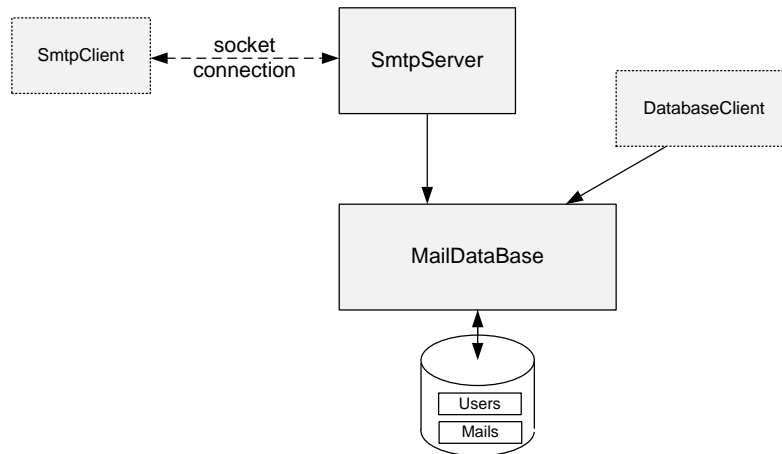 SmtpClient
socket
connection
SmtpServer
DatabaseClient
MailDataBase
Users
Mails